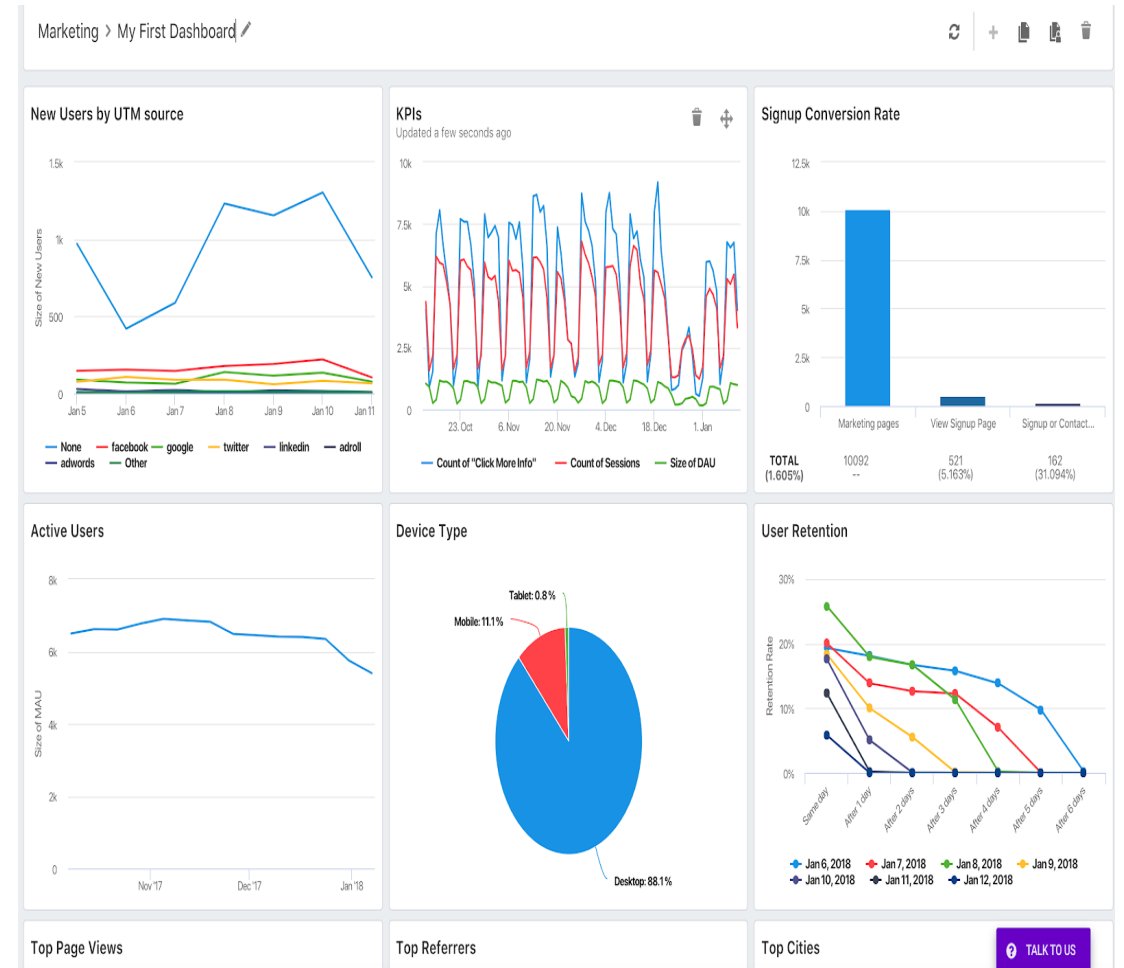 Marketing > My First Dashboard
New Users by UTM source
1.5k
1k
500
0
Size of New Users
Jan 5 Jan 6 Jan 7 Jan 8 Jan 9 Jan 10 Jan 11
None facebook google twitter linkedin adroll
adwords Other
KPIs
Updated a few seconds ago
10k
7.5k
5k
2.5k
0
23. Oct 6. Nov 20. Nov 4. Dec 18. Dec 1. Jan
Count of "Click More Info" Count of Sessions Size of DAU
Signup Conversion Rate
12.5k
10k
7.5k
5k
2.5k
0
Marketing pages View Signup Page Signup or Contact...
TOTAL 10092 521 162
(1.605%) -- (5.163%) (31.094%)
Active Users
8k
6k
4k
2k
0
Size of MAU
Nov '17 Dec '17 Jan '18
Device Type
Tablet: 0.8 %
Mobile: 11.1 %
Desktop: 88.1 %
User Retention
30%
20%
10%
0%
Retention Rate
Same day After 1 day After 2 days After 3 days After 4 days After 5 days After 6 days
Jan 6, 2018 Jan 7, 2018 Jan 8, 2018 Jan 9, 2018
Jan 10, 2018 Jan 11, 2018 Jan 12, 2018
Top Page Views
Top Referrers
Top Cities
? TALK TO US